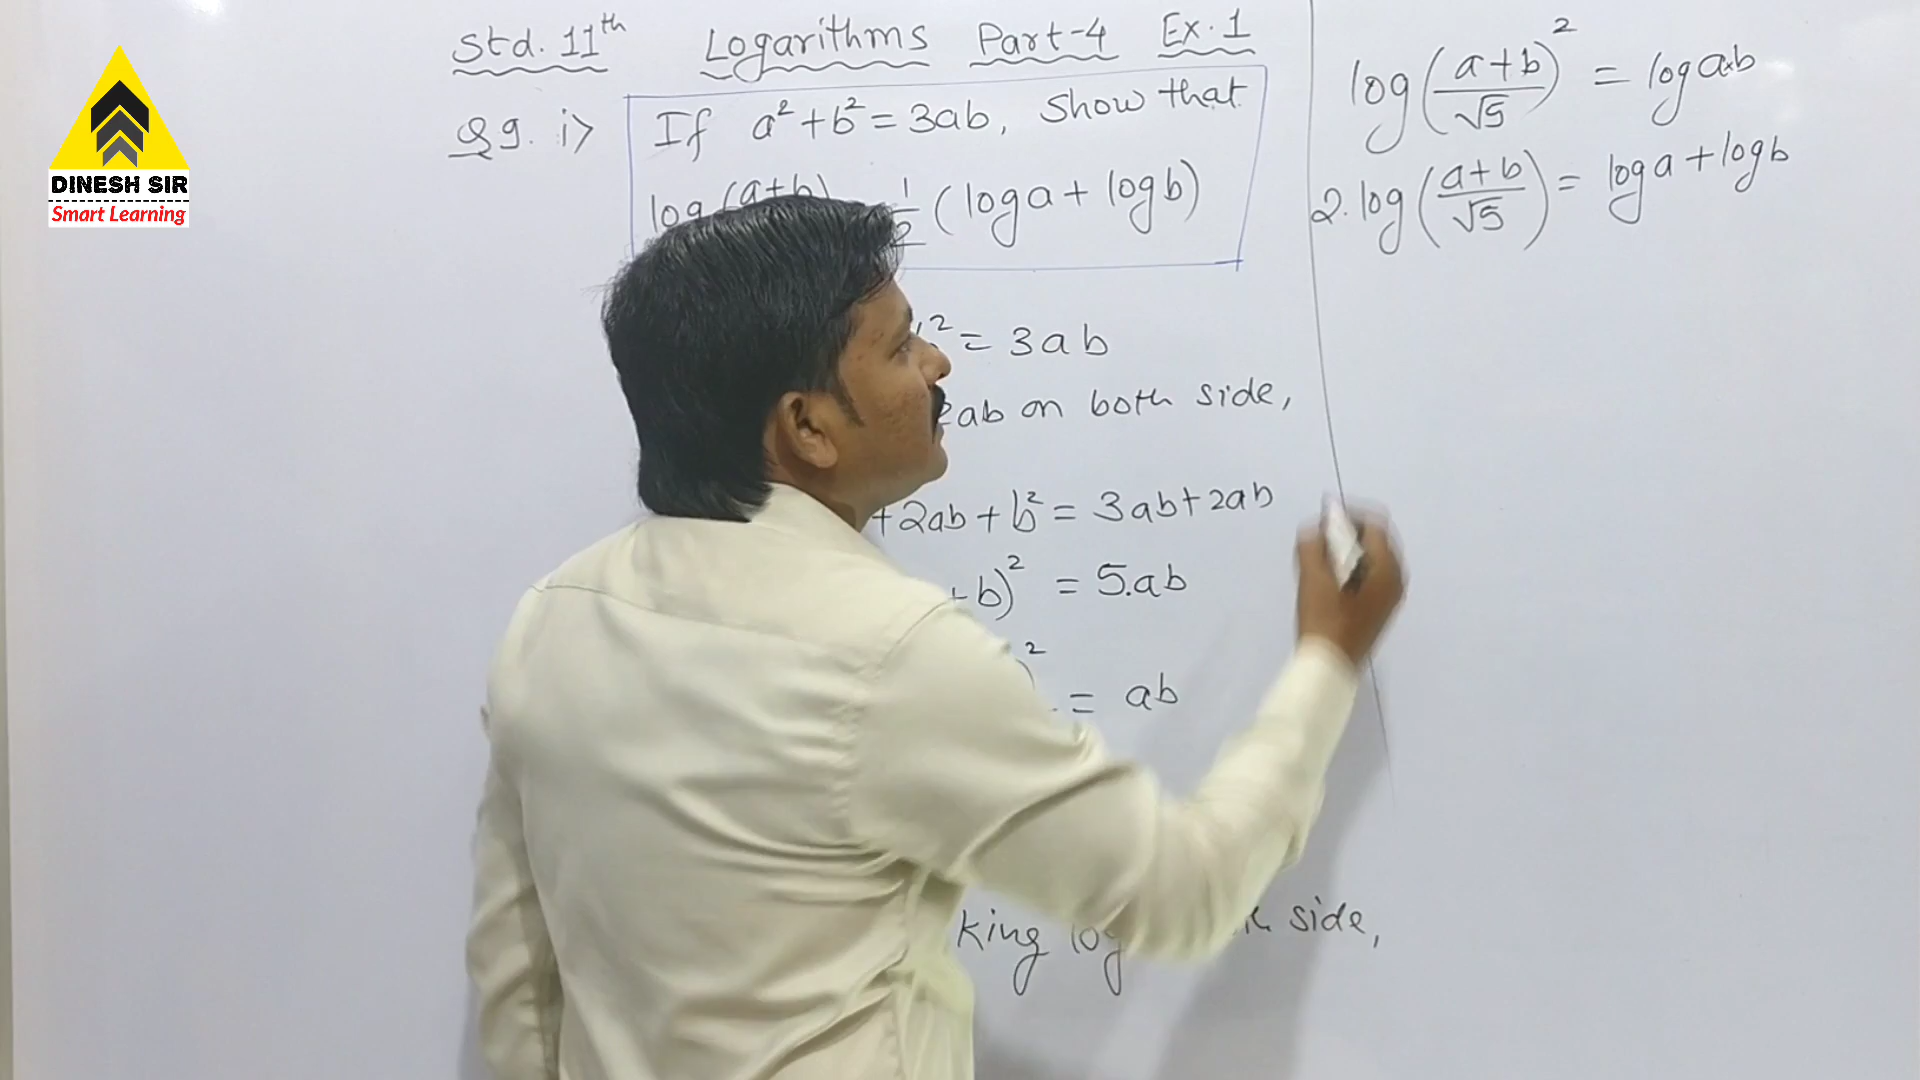 DINESH SIR
Smart Learning
Std. 11th Logarithms Part-4 Ex. 1
Q9. i> If a² + b² = 3ab, Show that
log (a+b) 1/2 (log a + log b)
² = 3ab
2ab on both side,
+ 2ab + b² = 3ab + 2ab
+ b)² = 5.ab
)² = ab
king log side,
log ((a+b)/√5)² = log a×b
2. log ((a+b)/√5) = log a + log b